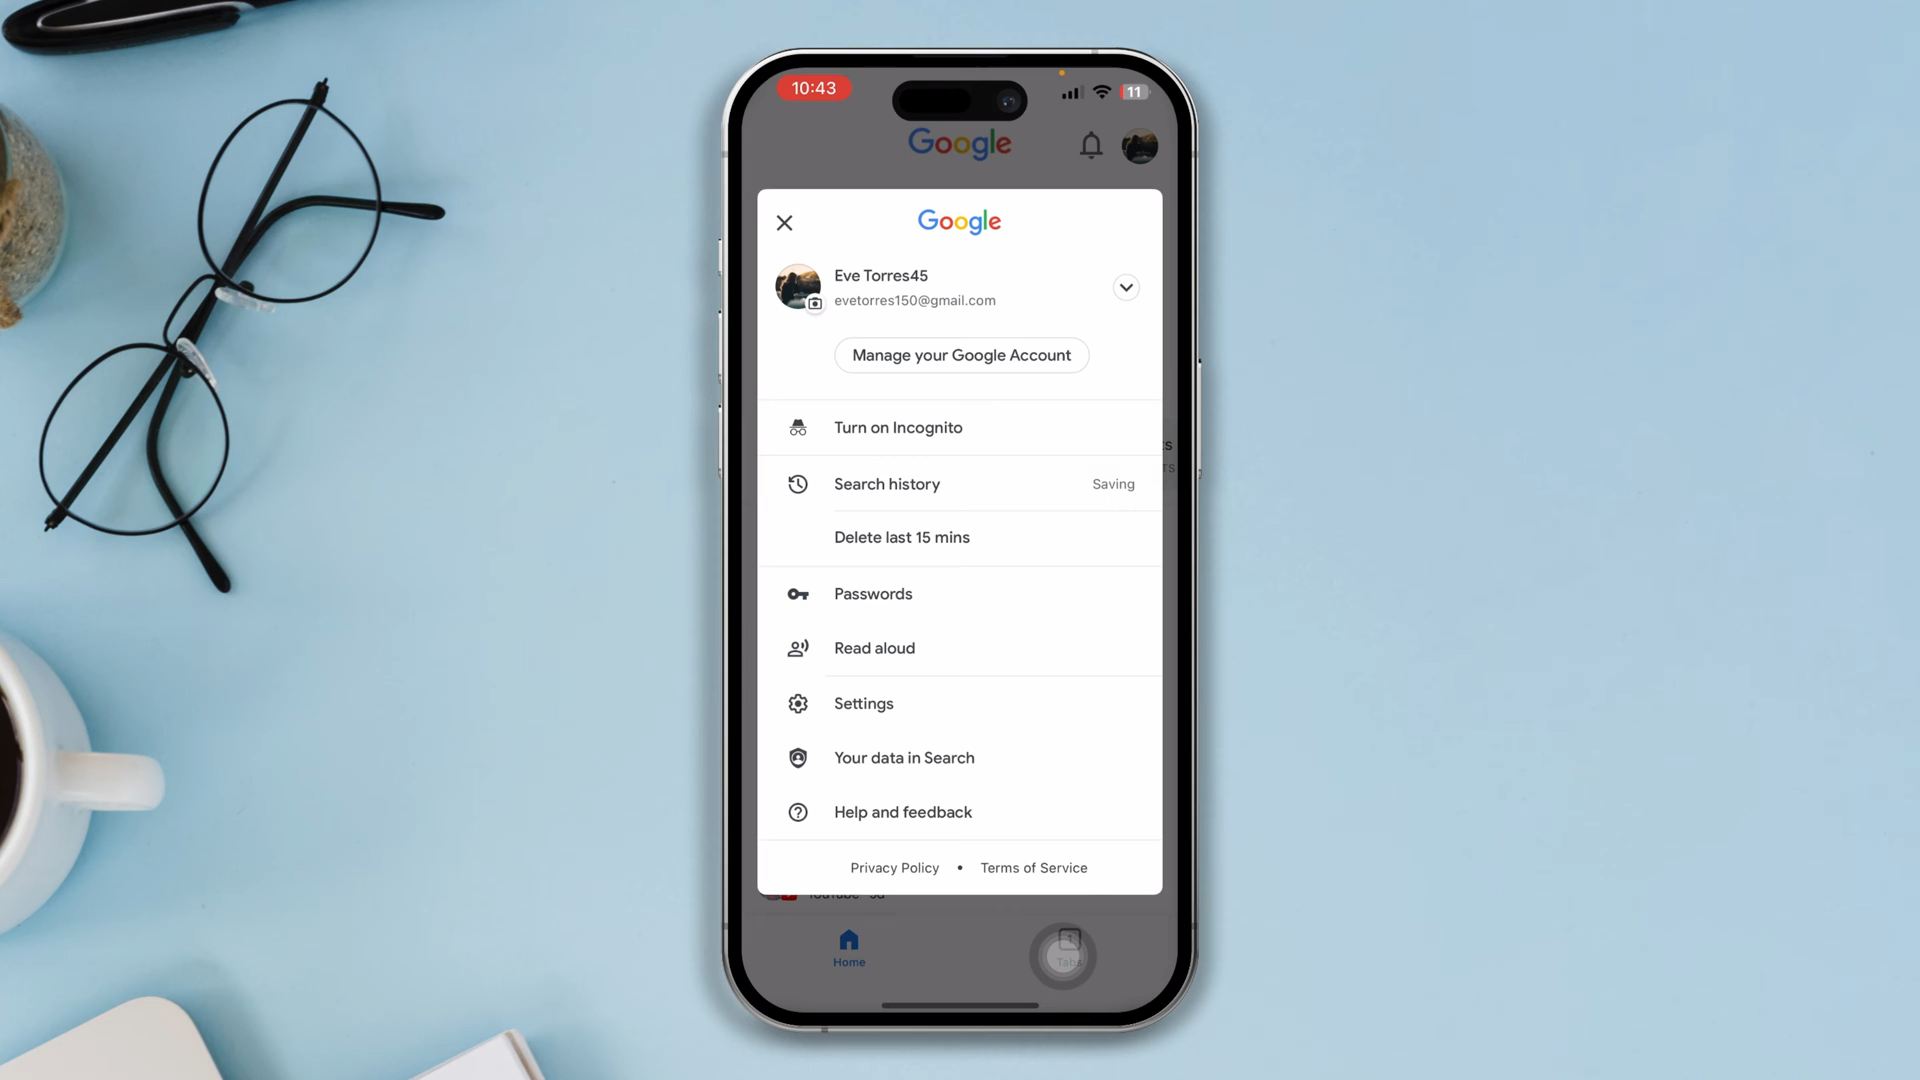 10:43
11
Google
Google
Eve Torres45
evetorres150@gmail.com
Manage your Google Account
Turn on Incognito
Search history
Saving
Delete last 15 mins
Passwords
Read aloud
Settings
Your data in Search
Help and feedback
Privacy Policy • Terms of Service
Home
Tabs